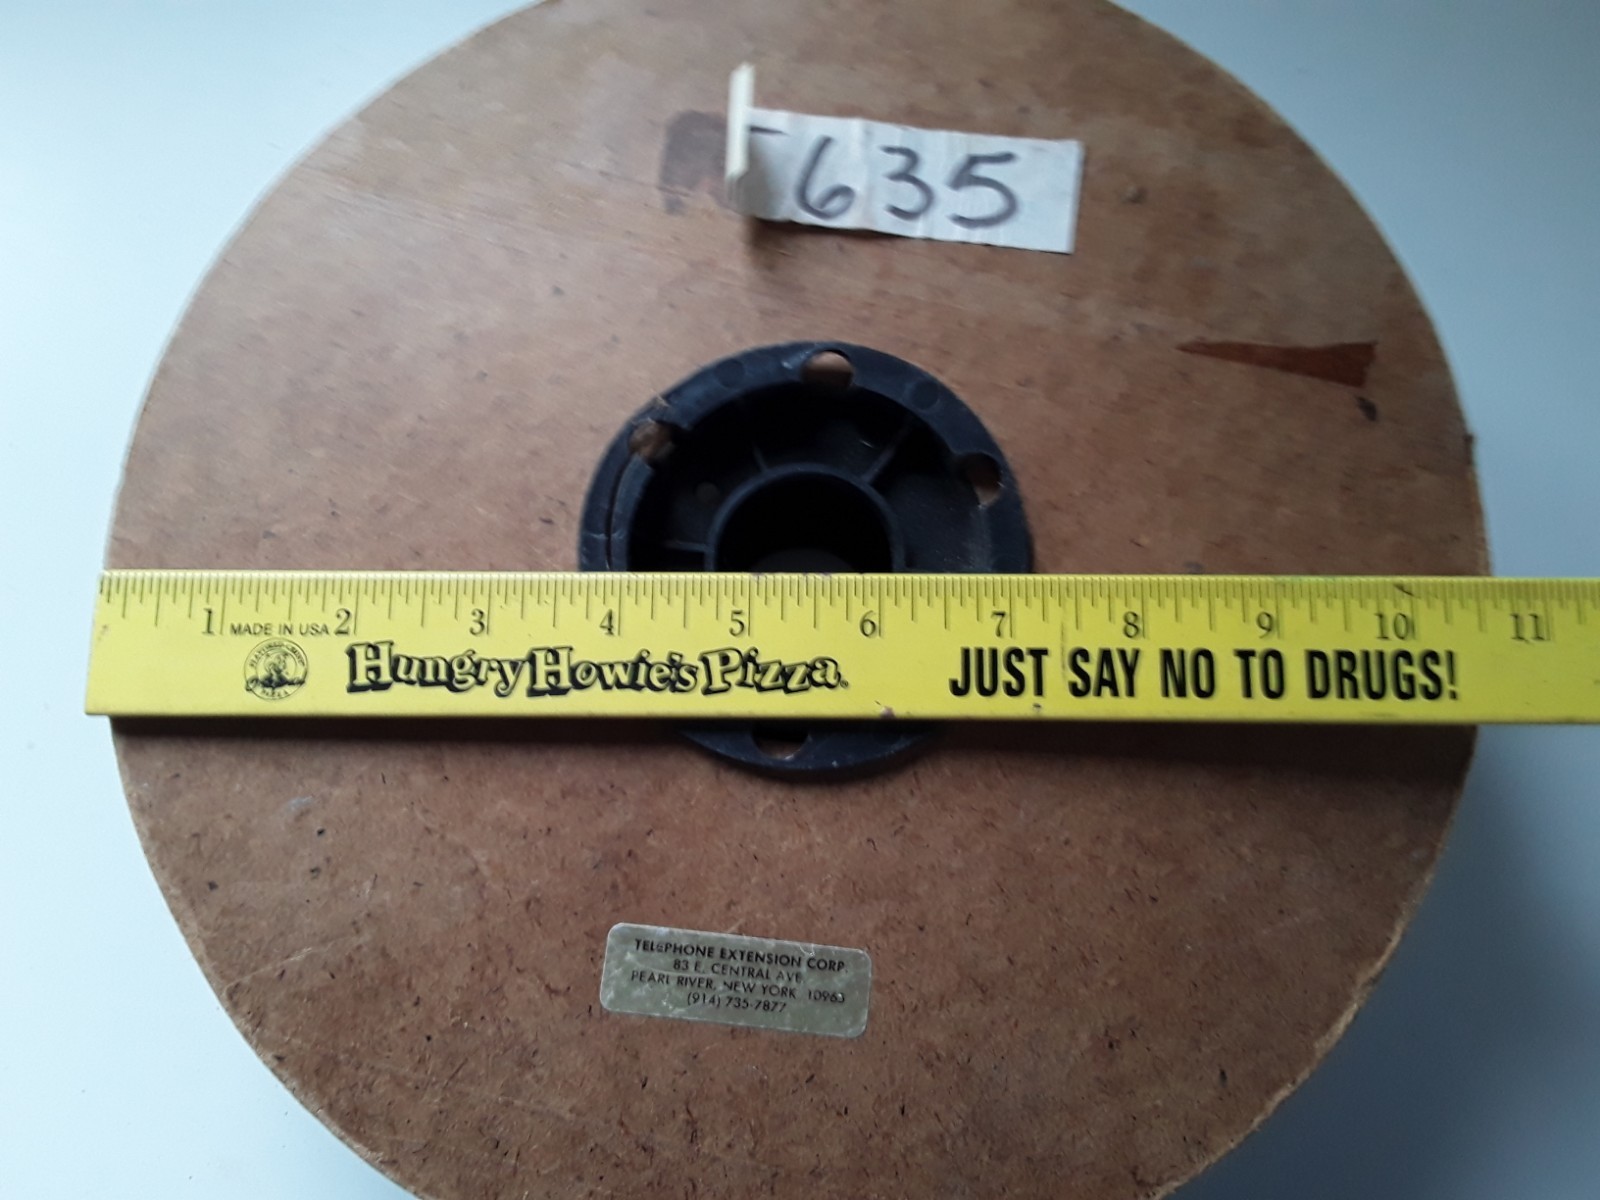 635
1 2 3 4 5 6 7 8 9 10 11
MADE IN USA
Hungry Howie's Pizza
JUST SAY NO TO DRUGS!
TELEPHONE EXTENSION CORP.
83 E. CENTRAL AVE
PEARL RIVER, NEW YORK 10965
(914) 735-7877